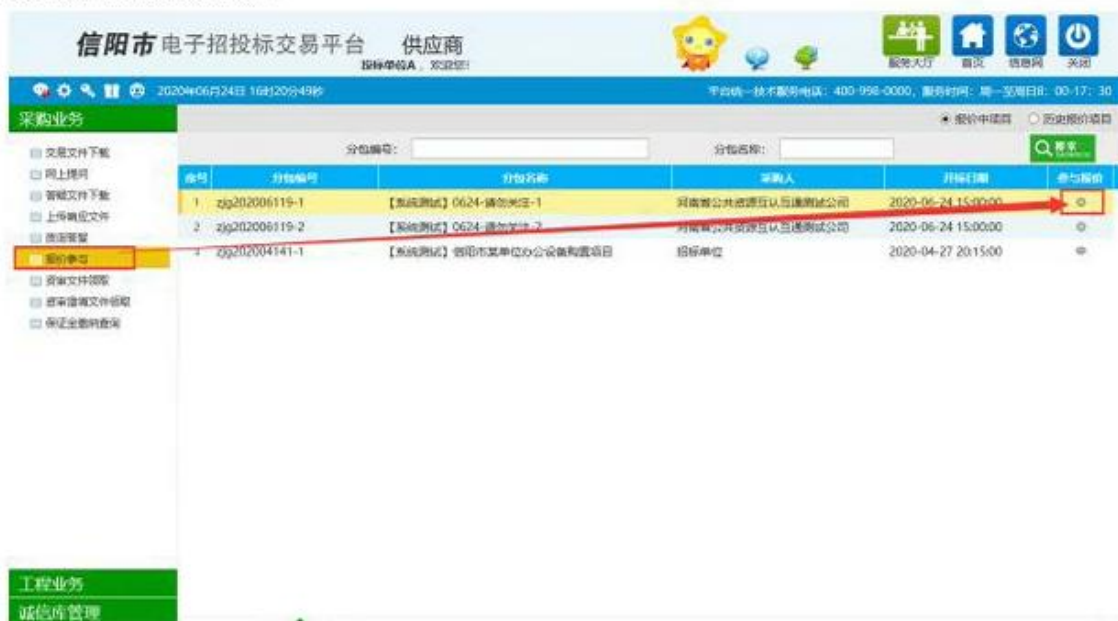 信阳市 电子招投标交易平台 供应商
投标单位A，欢迎您!
服务大厅 首页 信息网 关闭
2020年06月24日 16时20分49秒
平台统一技术服务电话: 400-998-0000, 服务时间: 周一至周日8: 00-17: 30
采购业务
报价中项目 历史报价项目
交易文件下载
网上提问
答疑文件下载
上传响应文件
报价参与
资审文件领取
保证金缴纳查询
分包编号: 分包名称: 搜索
序号 分包编号 分包名称 采购人 开标日期 参与报价
1 zjg202006119-1 【系统测试】0624-请勿关注-1 河南省公共资源互认互通测试公司 2020-06-24 15:00:00
2 zjg202006119-2 【系统测试】0624-请勿关注-2 河南省公共资源互认互通测试公司 2020-06-24 15:00:00
3 zjg202004141-1 【系统测试】信阳市某单位办公设备购置项目 招标单位 2020-04-27 20:15:00
工程业务
诚信库管理